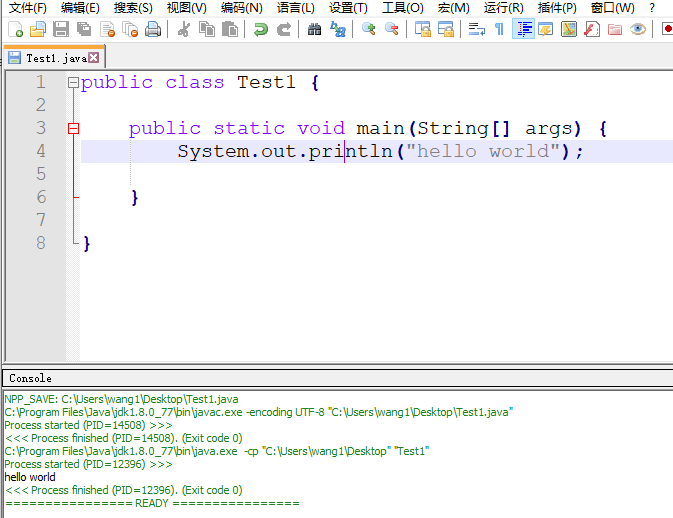 文件(F) 编辑(E) 搜索(S) 视图(V) 编码(N) 语言(L) 设置(T) 工具(O) 宏(M) 运行(R) 插件(P) 窗口(W) ?
Test1.java
1 public class Test1 {
2
3 public static void main(String[] args) {
4 System.out.println("hello world");
5
6 }
7
8 }
Console
NPP_SAVE: C:\Users\wang1\Desktop\Test1.java
C:\Program Files\Java\jdk1.8.0_77\bin\javac.exe -encoding UTF-8 "C:\Users\wang1\Desktop\Test1.java"
Process started (PID=14508) >>>
<<< Process finished (PID=14508). (Exit code 0)
C:\Program Files\Java\jdk1.8.0_77\bin\java.exe -cp "C:\Users\wang1\Desktop" "Test1"
Process started (PID=12396) >>>
hello world
<<< Process finished (PID=12396). (Exit code 0)
================ READY ================